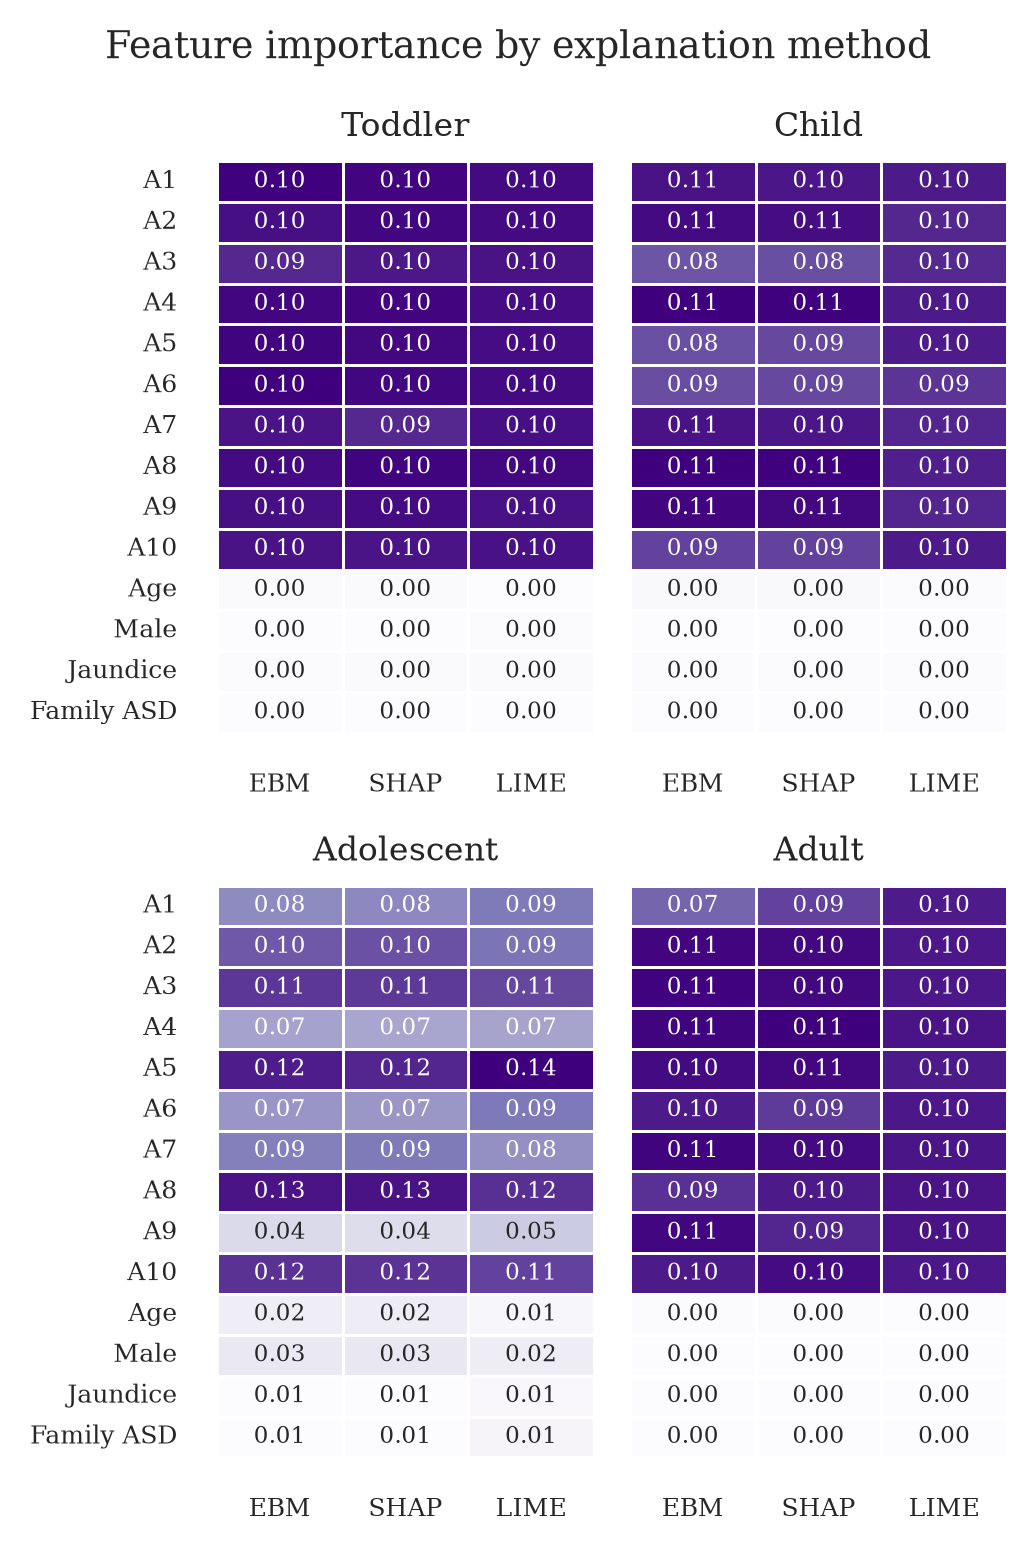 Feature importance by explanation method
Toddler Child
A1 0.10 0.10 0.10 0.11 0.10 0.10
A2 0.10 0.10 0.10 0.11 0.11 0.10
A3 0.09 0.10 0.10 0.08 0.08 0.10
A4 0.10 0.10 0.10 0.11 0.11 0.10
A5 0.10 0.10 0.10 0.08 0.09 0.10
A6 0.10 0.10 0.10 0.09 0.09 0.09
A7 0.10 0.09 0.10 0.11 0.10 0.10
A8 0.10 0.10 0.10 0.11 0.11 0.10
A9 0.10 0.10 0.10 0.11 0.11 0.10
A10 0.10 0.10 0.10 0.09 0.09 0.10
Age 0.00 0.00 0.00 0.00 0.00 0.00
Male 0.00 0.00 0.00 0.00 0.00 0.00
Jaundice 0.00 0.00 0.00 0.00 0.00 0.00
Family ASD 0.00 0.00 0.00 0.00 0.00 0.00
EBM SHAP LIME EBM SHAP LIME
Adolescent Adult
A1 0.08 0.08 0.09 0.07 0.09 0.10
A2 0.10 0.10 0.09 0.11 0.10 0.10
A3 0.11 0.11 0.11 0.11 0.10 0.10
A4 0.07 0.07 0.07 0.11 0.11 0.10
A5 0.12 0.12 0.14 0.10 0.11 0.10
A6 0.07 0.07 0.09 0.10 0.09 0.10
A7 0.09 0.09 0.08 0.11 0.10 0.10
A8 0.13 0.13 0.12 0.09 0.10 0.10
A9 0.04 0.04 0.05 0.11 0.09 0.10
A10 0.12 0.12 0.11 0.10 0.10 0.10
Age 0.02 0.02 0.01 0.00 0.00 0.00
Male 0.03 0.03 0.02 0.00 0.00 0.00
Jaundice 0.01 0.01 0.01 0.00 0.00 0.00
Family ASD 0.01 0.01 0.01 0.00 0.00 0.00
EBM SHAP LIME EBM SHAP LIME